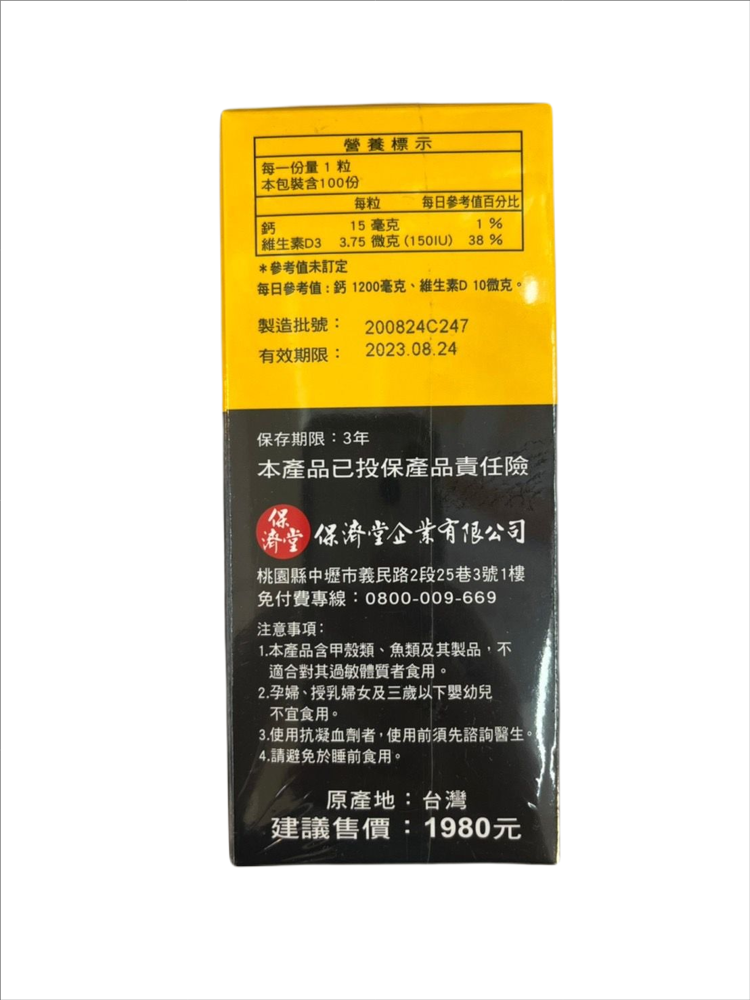 營養標示
每一份量 1 粒
本包裝含100份
每粒 每日參考值百分比
鈣 15 毫克 1 %
維生素D3 3.75 微克 (150IU) 38 %
*參考值未訂定
每日參考值:鈣 1200毫克、維生素D 10微克。
製造批號: 200824C247
有效期限: 2023.08.24
保存期限:3年
本產品已投保產品責任險
保濟堂 保濟堂企業有限公司
桃園縣中壢市義民路2段25巷3號1樓
免付費專線:0800-009-669
注意事項:
1.本產品含甲殼類、魚類及其製品,不
適合對其過敏體質者食用。
2.孕婦、授乳婦女及三歲以下嬰幼兒
不宜食用。
3.使用抗凝血劑者,使用前須先諮詢醫生。
4.請避免於睡前食用。
原產地:台灣
建議售價:1980元